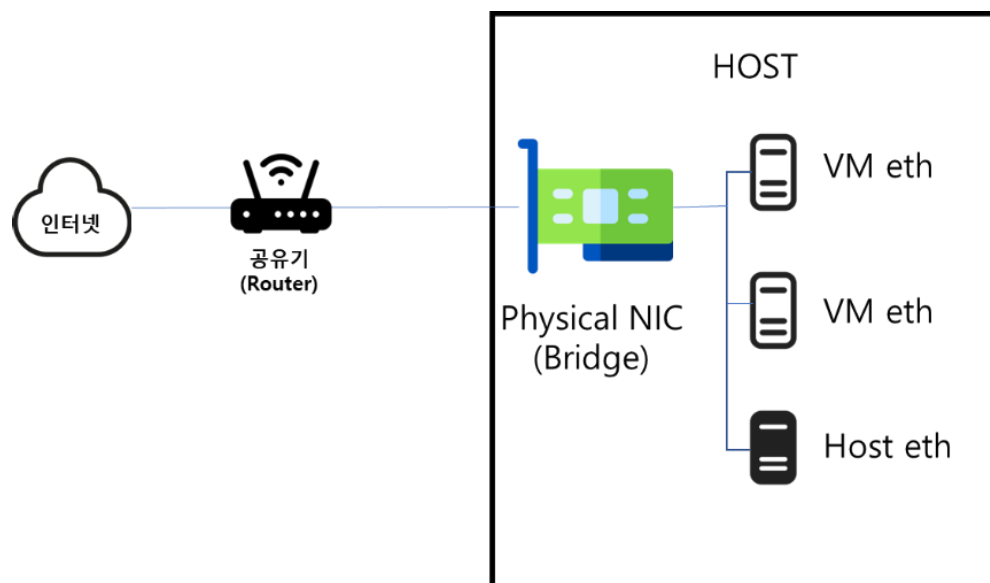 HOST
인터넷
공유기
(Router)
Physical NIC
(Bridge)
VM eth
VM eth
Host eth